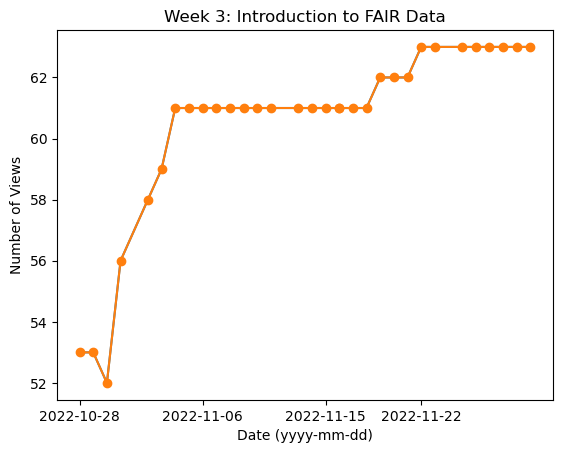 Week 3: Introduction to FAIR Data
Number of Views
62
60
58
56
54
52
2022-10-28 2022-11-06 2022-11-15 2022-11-22
Date (yyyy-mm-dd)